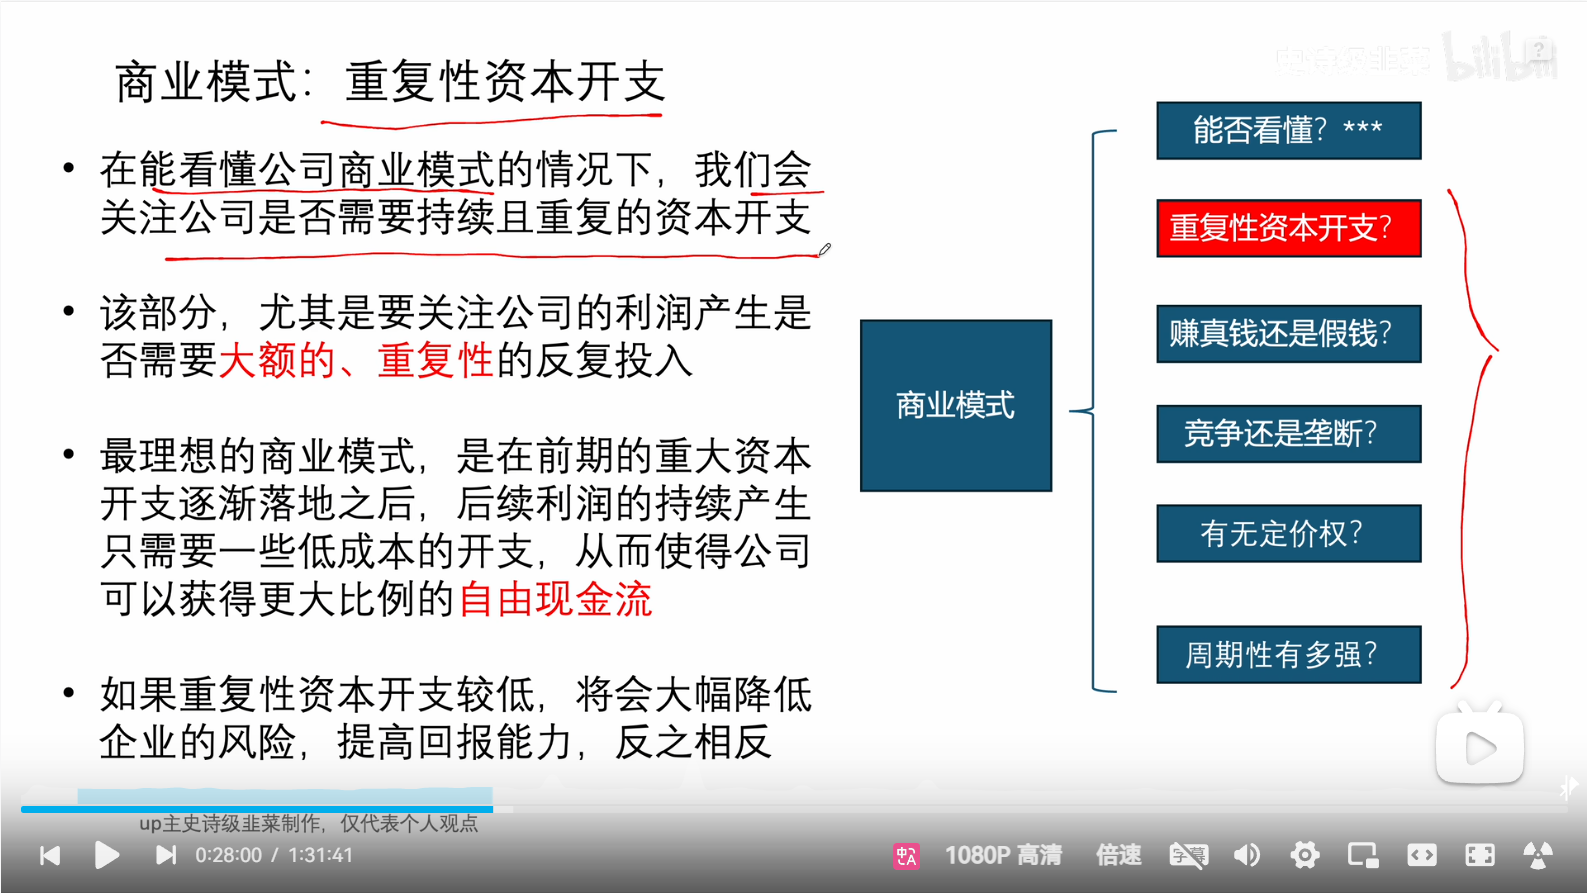 商业模式：重复性资本开支
• 在能看懂公司商业模式的情况下，我们会
关注公司是否需要持续且重复的资本开支
• 该部分，尤其是要关注公司的利润产生是
否需要大额的、重复性的反复投入
• 最理想的商业模式，是在前期的重大资本
开支逐渐落地之后，后续利润的持续产生
只需要一些低成本的开支，从而使得公司
可以获得更大比例的自由现金流
• 如果重复性资本开支较低，将会大幅降低
企业的风险，提高回报能力，反之相反
商业模式
能否看懂？***
重复性资本开支？
赚真钱还是假钱？
竞争还是垄断？
有无定价权？
周期性有多强？
bilibili
?
up主史诗级韭菜制作，仅代表个人观点
0:28:00 / 1:31:41
中A
1080P 高清
倍速
字幕